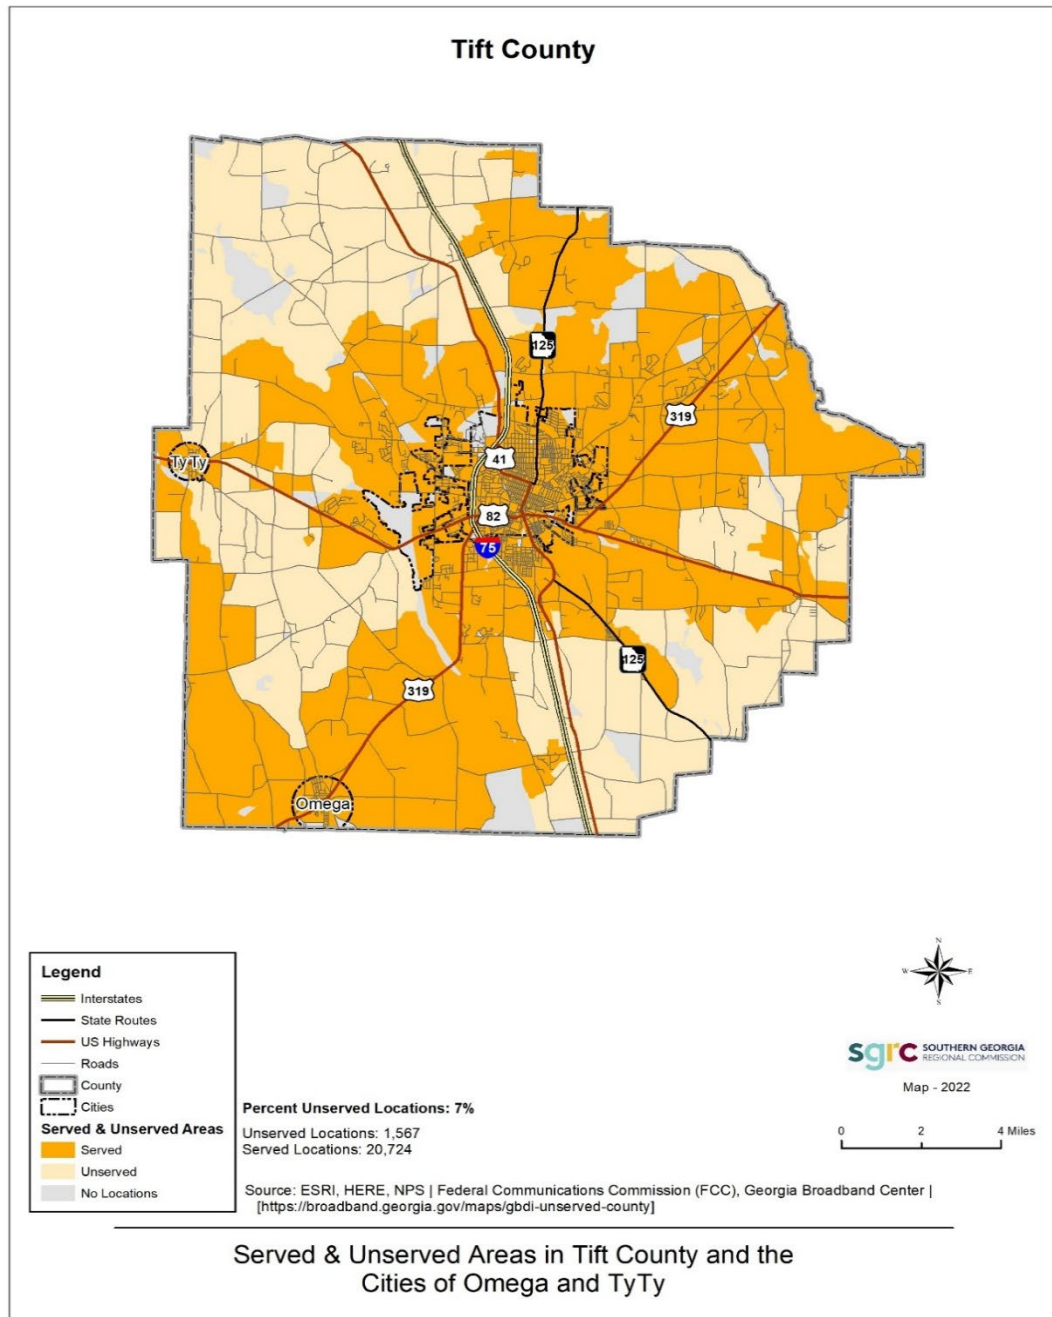 Tift County
125
319
TyTy
41
82
75
125
319
Omega
N
W
E
S
Legend
Interstates
State Routes
US Highways
Roads
County
Cities
Served & Unserved Areas
Served
Unserved
No Locations
Percent Unserved Locations: 7%
Unserved Locations: 1,567
Served Locations: 20,724
sgrc SOUTHERN GEORGIA
REGIONAL COMMISSION
Map - 2022
0 2 4 Miles
Source: ESRI, HERE, NPS | Federal Communications Commission (FCC), Georgia Broadband Center |
[https://broadband.georgia.gov/maps/gbdi-unserved-county]
Served & Unserved Areas in Tift County and the
Cities of Omega and TyTy